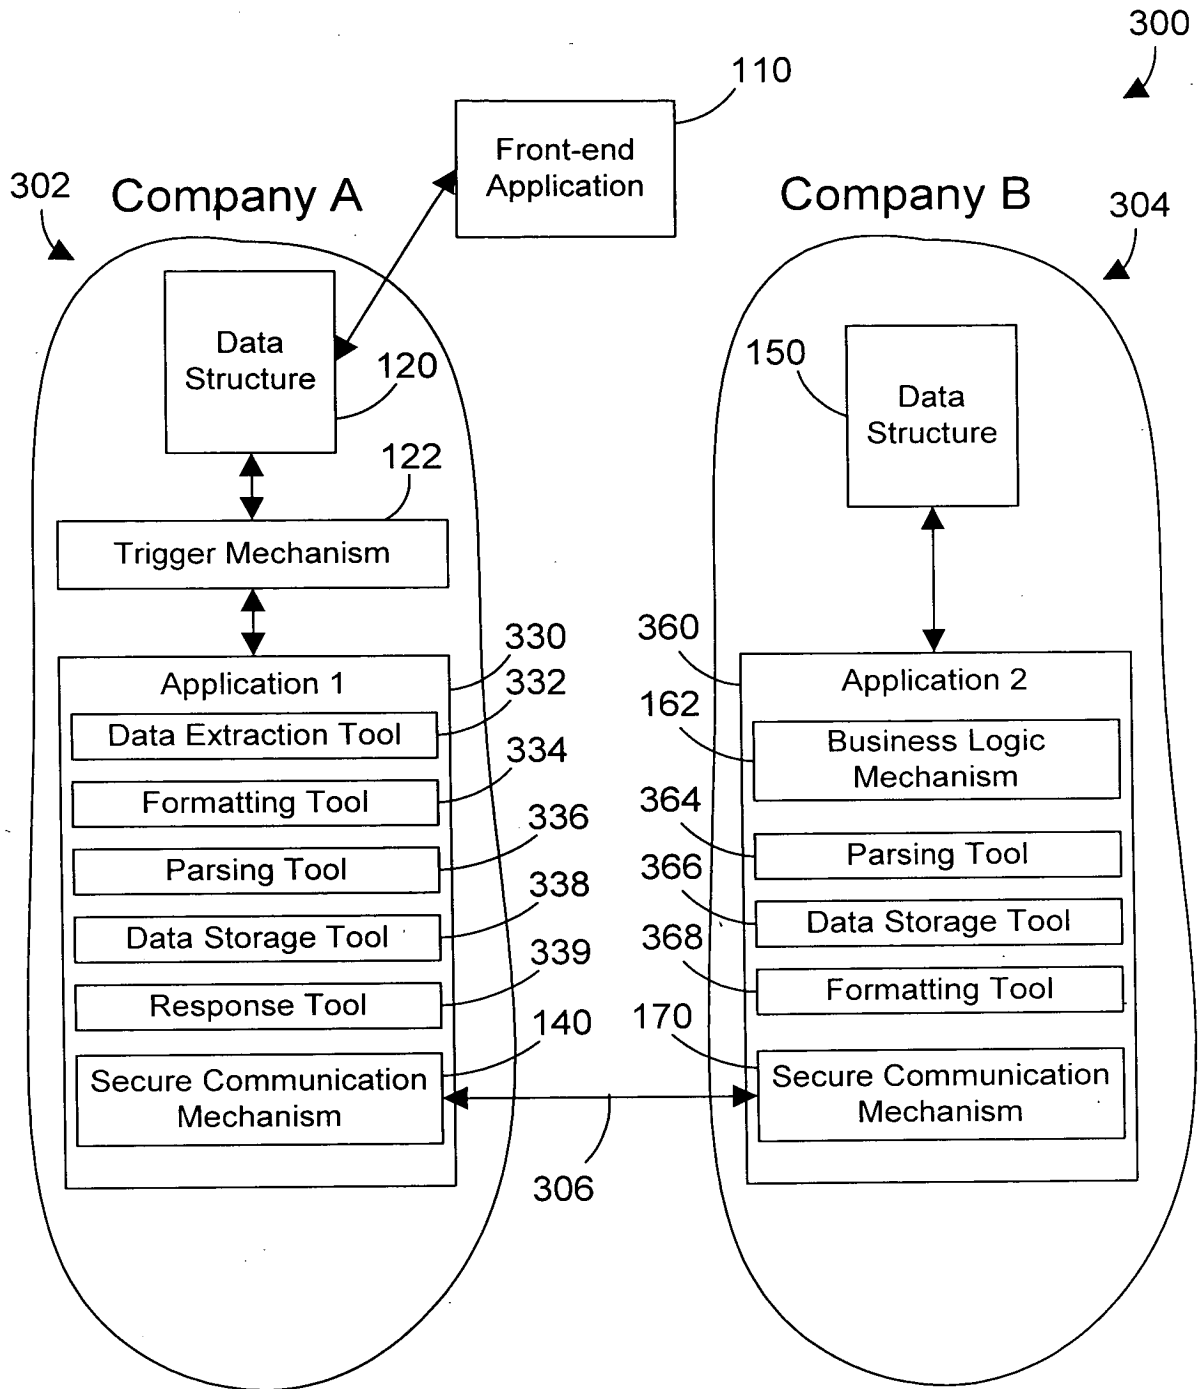 300
110
Front-end
Application
302
Company A
Company B
304
Data
Structure
120
150
Data
Structure
122
Trigger Mechanism
330
Application 1
332
Data Extraction Tool
334
Formatting Tool
336
Parsing Tool
338
Data Storage Tool
339
Response Tool
140
Secure Communication
Mechanism
306
360
Application 2
162
Business Logic
Mechanism
364
Parsing Tool
366
Data Storage Tool
368
Formatting Tool
170
Secure Communication
Mechanism